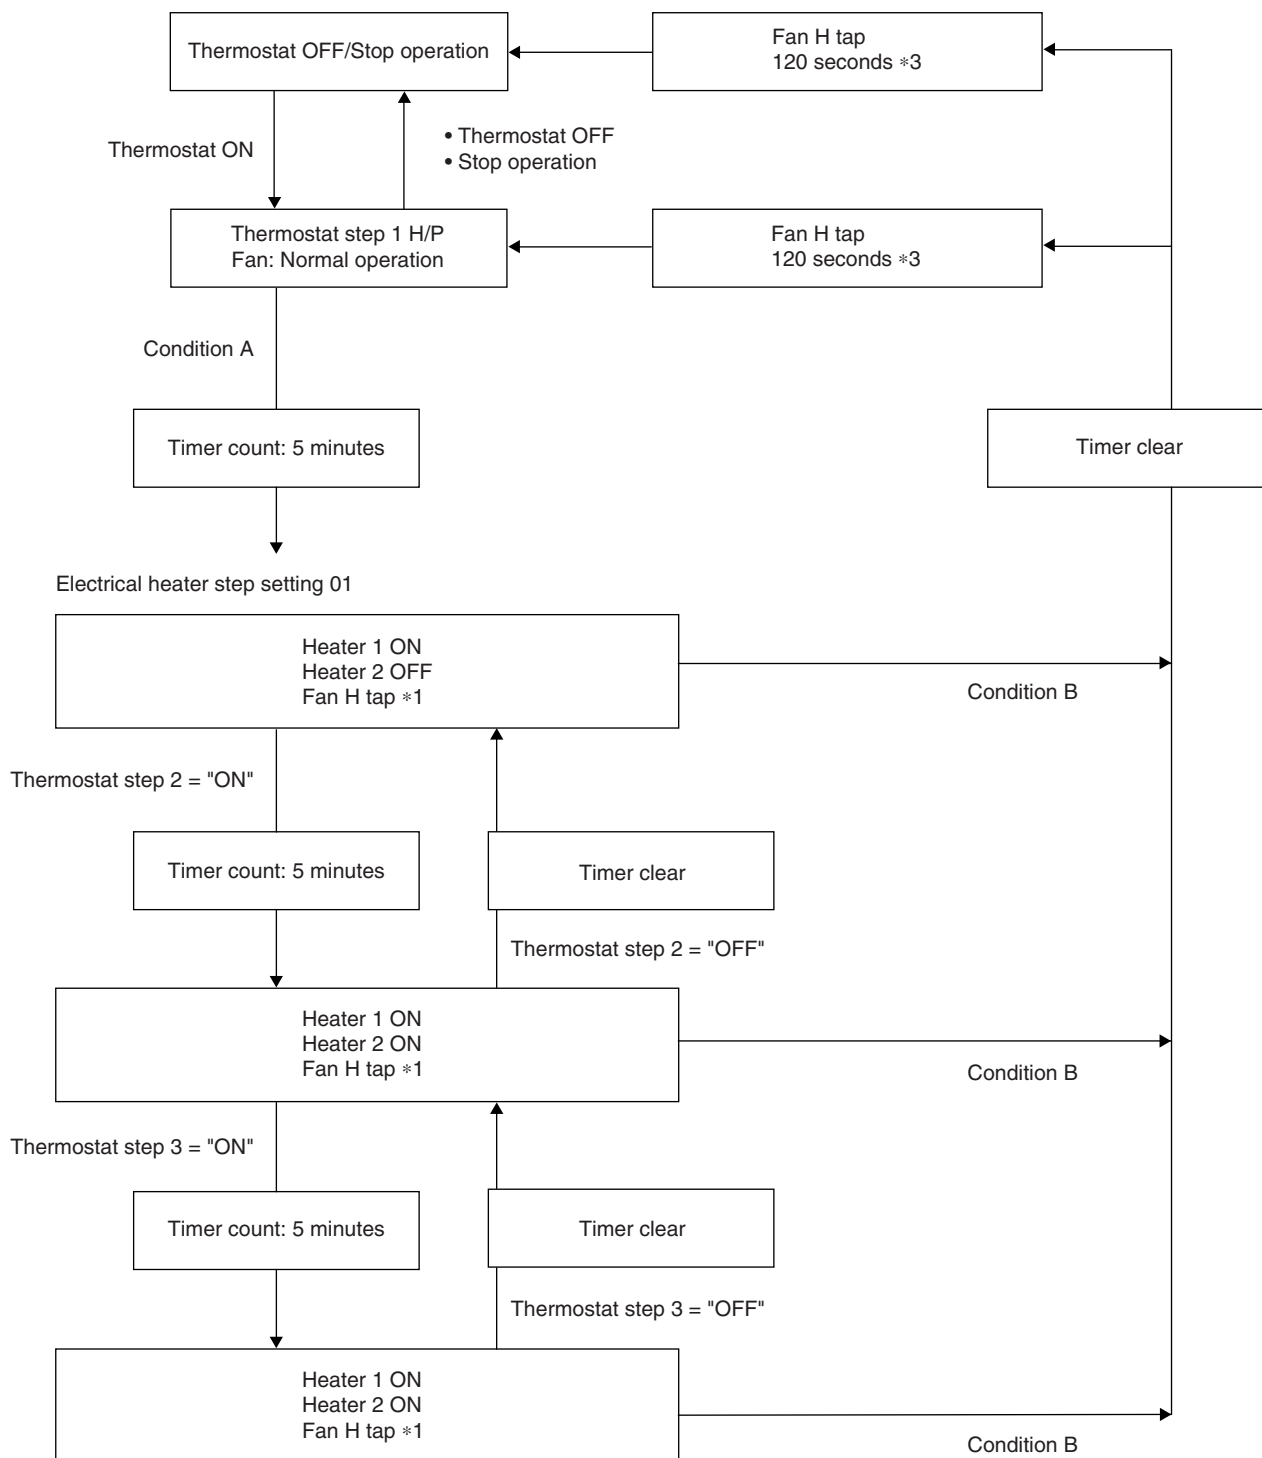 Thermostat OFF/Stop operation
Fan H tap
120 seconds *3
Thermostat ON
• Thermostat OFF
• Stop operation
Thermostat step 1 H/P
Fan: Normal operation
Fan H tap
120 seconds *3
Condition A
Timer count: 5 minutes
Timer clear
Electrical heater step setting 01
Heater 1 ON
Heater 2 OFF
Fan H tap *1
Condition B
Thermostat step 2 = "ON"
Timer count: 5 minutes
Timer clear
Thermostat step 2 = "OFF"
Heater 1 ON
Heater 2 ON
Fan H tap *1
Condition B
Thermostat step 3 = "ON"
Timer count: 5 minutes
Timer clear
Thermostat step 3 = "OFF"
Heater 1 ON
Heater 2 ON
Fan H tap *1
Condition B